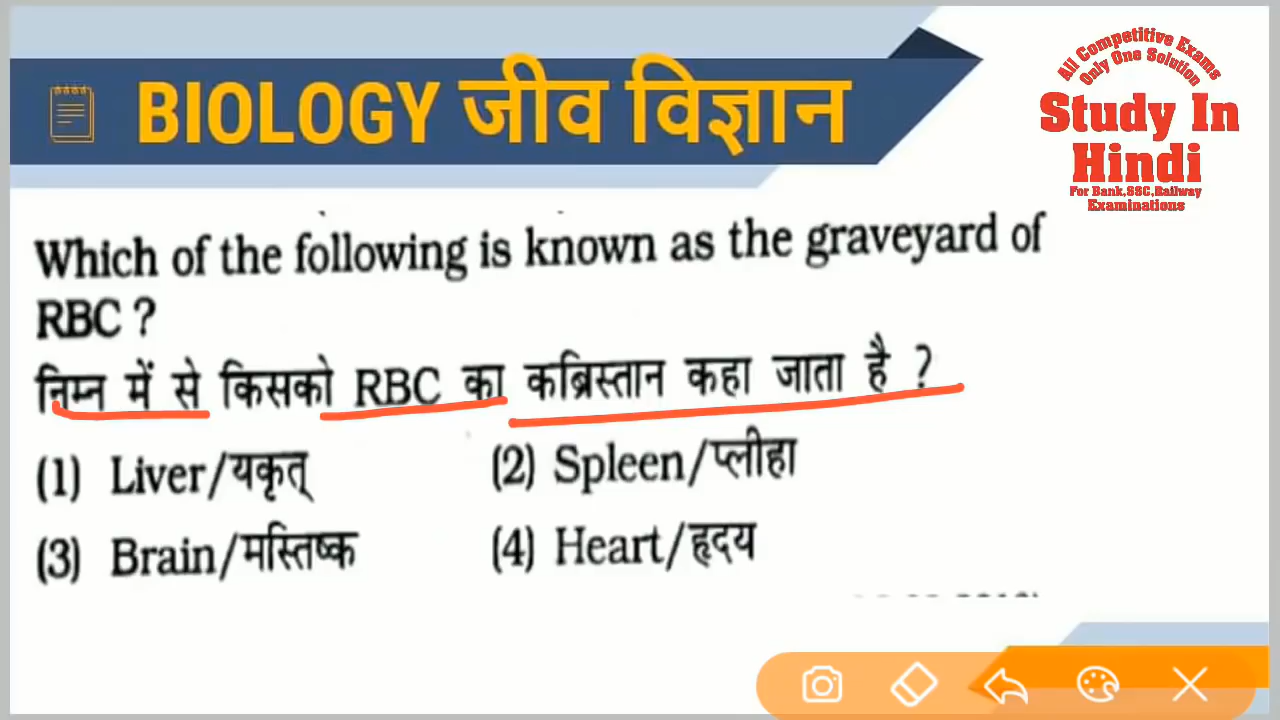 All Competitive Exams
Only One Solution
Study In
Hindi
For Bank,SSC,Railway
Examinations
BIOLOGY जीव विज्ञान
Which of the following is known as the graveyard of
RBC ?
निम्न में से किसको RBC का कब्रिस्तान कहा जाता है ?
(1) Liver/यकृत् (2) Spleen/प्लीहा
(3) Brain/मस्तिष्क (4) Heart/हृदय